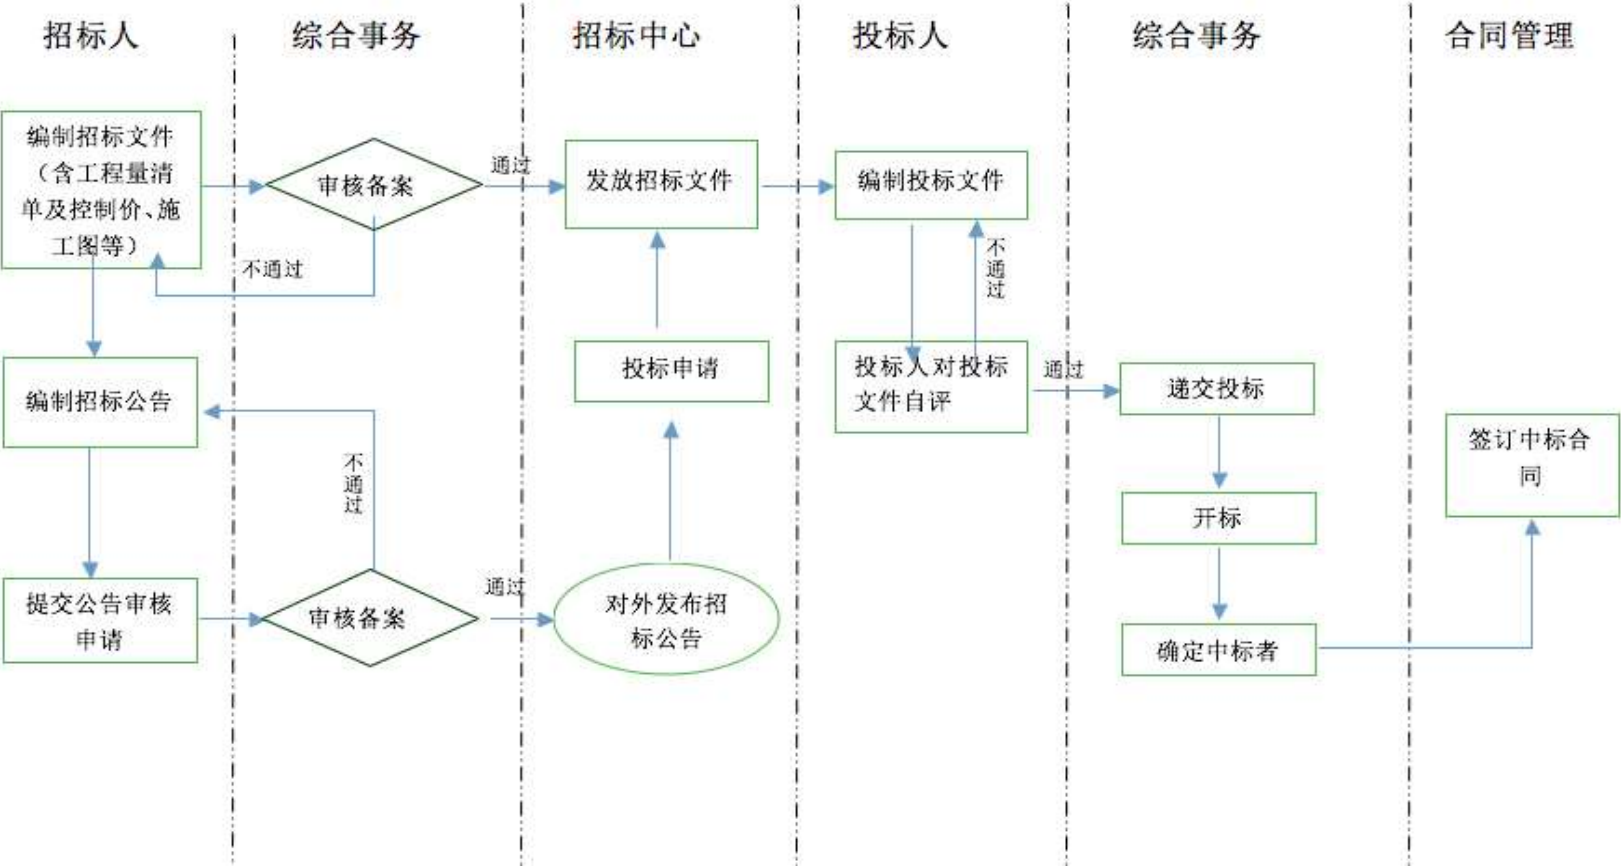 招标人
综合事务
招标中心
投标人
综合事务
合同管理
编制招标文件
（含工程量清
单及控制价、施
工图等）
审核备案
通过
不通过
发放招标文件
编制投标文件
不通过
投标申请
投标人对投标
文件自评
通过
递交投标
编制招标公告
不通过
签订中标合
同
开标
提交公告审核
申请
审核备案
通过
对外发布招
标公告
确定中标者